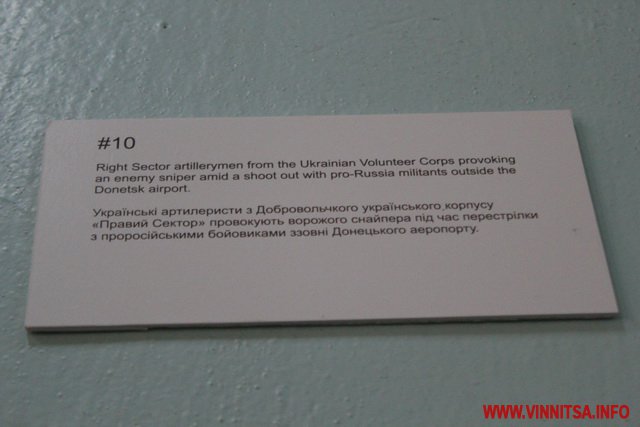 #10
Right Sector artillerymen from the Ukrainian Volunteer Corps provoking
an enemy sniper amid a shoot out with pro-Russia militants outside the
Donetsk airport.
Українські артилеристи з Добровольчкого українського корпусу
«Правий Сектор» провокують ворожого снайпера під час перестрілки
з проросійськими бойовиками ззовні Донецького аеропорту.
WWW.VINNITSA.INFO